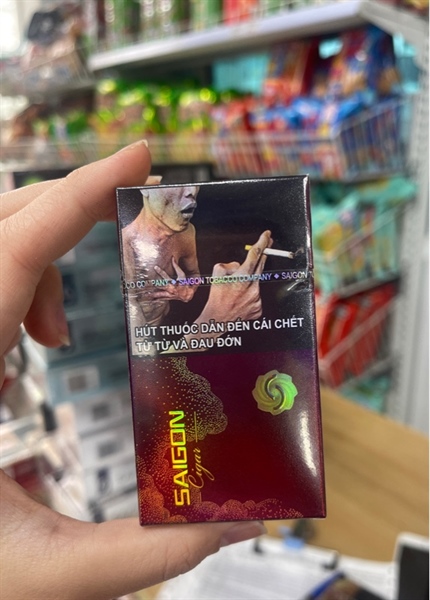 CO COMPANY ❖ SAIGON TOBACCO COMPANY ❖ SAIGON
HÚT THUỐC DẪN ĐẾN CÁI CHẾT
TỪ TỪ VÀ ĐAU ĐỚN
SAIGON
Cigar